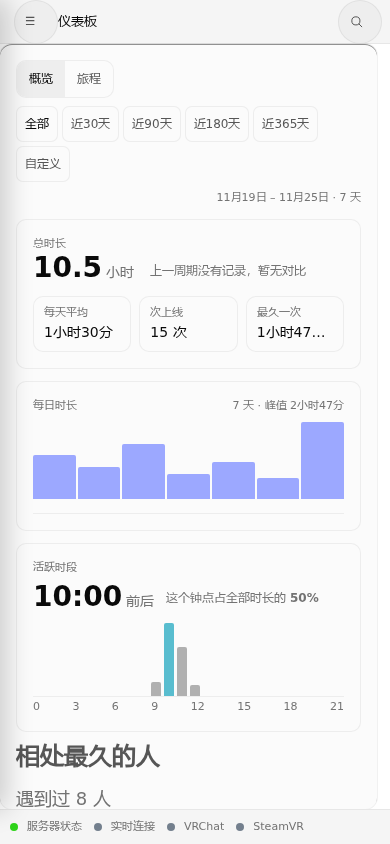 ☰ 仪表板
概览 旅程
全部 近30天 近90天 近180天 近365天
自定义
11月19日 – 11月25日 · 7 天
总时长
10.5 小时 上一周期没有记录，暂无对比
每天平均 次上线 最久一次
1小时30分 15 次 1小时47…
每日时长 7 天 · 峰值 2小时47分
活跃时段
10:00 前后 这个钟点占全部时长的 50%
0 3 6 9 12 15 18 21
相处最久的人
遇到过 8 人
服务器状态 实时连接 VRChat SteamVR